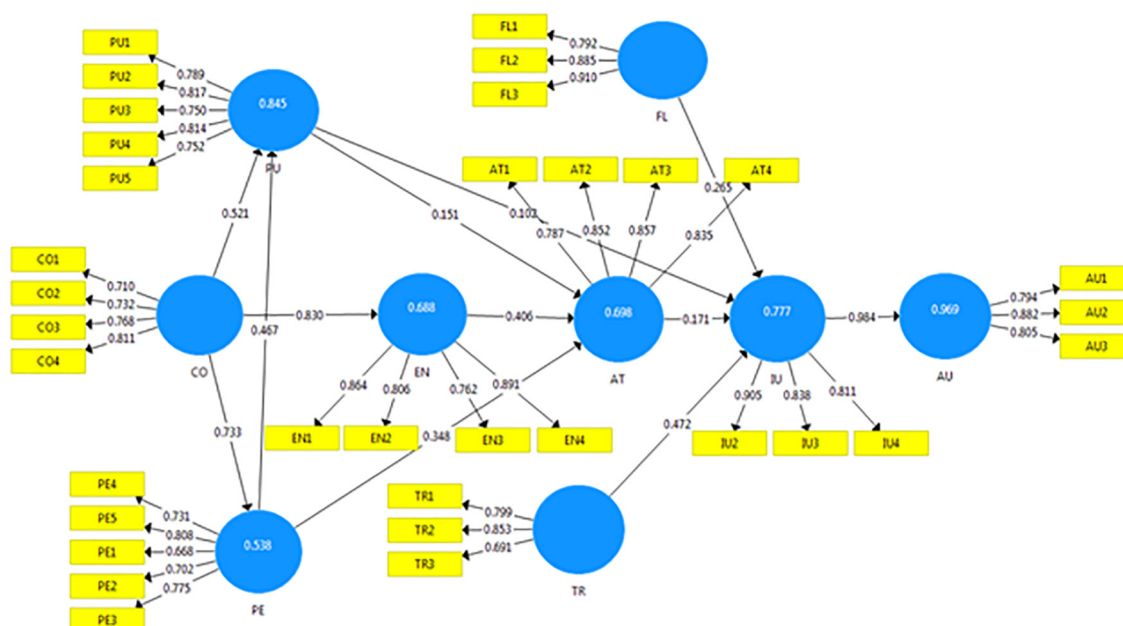 PU1
PU2
PU3
PU4
PU5
0.789
0.817
0.750
0.814
0.752
0.845
PU
FL1
FL2
FL3
0.792
0.885
0.910
FL
AT1
AT2
AT3
AT4
0.265
0.151
0.102
0.787
0.852
0.857
0.835
0.521
CO1
CO2
CO3
CO4
0.710
0.732
0.768
0.811
CO
0.830
0.467
0.688
EN
0.406
0.698
AT
0.171
0.777
IU
0.984
0.969
AU
0.794
0.882
0.805
AU1
AU2
AU3
0.864
0.806
0.762
0.891
EN1
EN2
EN3
EN4
0.348
0.733
0.905
0.838
0.811
IU2
IU3
IU4
0.472
PE4
PE5
PE1
PE2
PE3
0.731
0.808
0.668
0.702
0.775
0.538
PE
TR1
TR2
TR3
0.799
0.853
0.691
TR